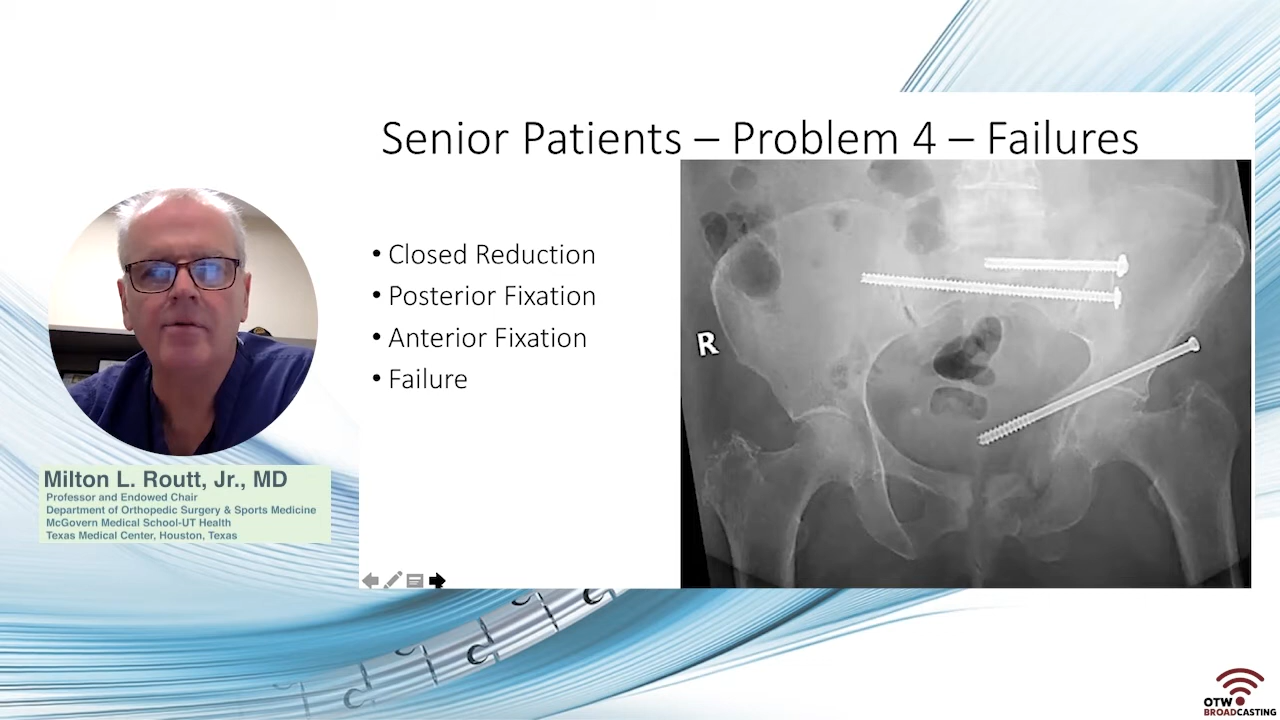 Senior Patients – Problem 4 – Failures
• Closed Reduction
• Posterior Fixation
• Anterior Fixation
• Failure
R
Milton L. Routt, Jr., MD
Professor and Endowed Chair
Department of Orthopedic Surgery & Sports Medicine
McGovern Medical School-UT Health
Texas Medical Center, Houston, Texas
OTW
BROADCASTING